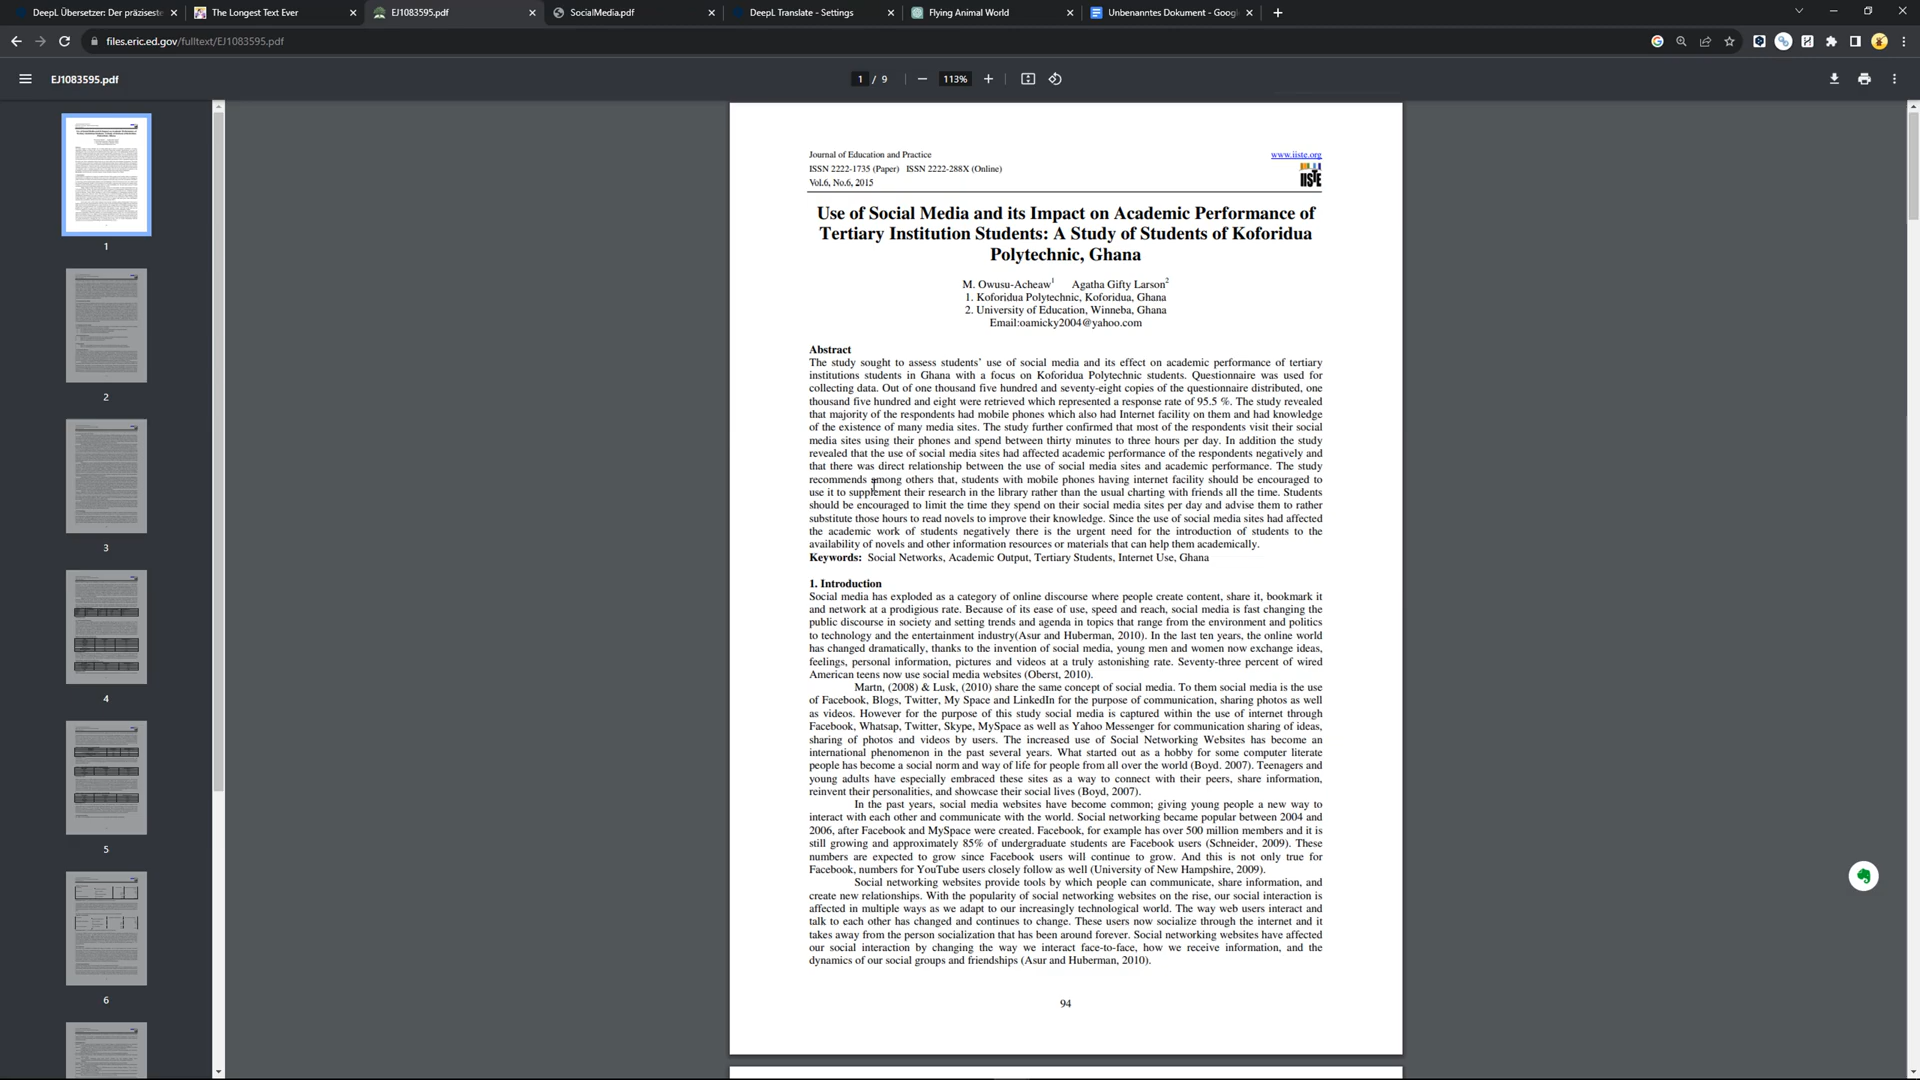 DeepL Übersetzer: Der präziseste
The Longest Text Ever
EJ1083595.pdf
SocialMedia.pdf
DeepL Translate - Settings
Flying Animal World
Unbenanntes Dokument - Goog
files.eric.ed.gov/fulltext/EJ1083595.pdf
EJ1083595.pdf
1 / 9
113%
1
2
3
4
5
6
Journal of Education and Practice
www.iiste.org
ISSN 2222-1735 (Paper) ISSN 2222-288X (Online)
Vol.6, No.6, 2015
IISTE
Use of Social Media and its Impact on Academic Performance of
Tertiary Institution Students: A Study of Students of Koforidua
Polytechnic, Ghana
M. Owusu-Acheaw1 Agatha Gifty Larson2
1. Koforidua Polytechnic, Koforidua, Ghana
2. University of Education, Winneba, Ghana
Email:oamicky2004@yahoo.com
Abstract
The study sought to assess students' use of social media and its effect on academic performance of tertiary
institutions students in Ghana with a focus on Koforidua Polytechnic students. Questionnaire was used for
collecting data. Out of one thousand five hundred and seventy-eight copies of the questionnaire distributed, one
thousand five hundred and eight were retrieved which represented a response rate of 95.5 %. The study revealed
that majority of the respondents had mobile phones which also had Internet facility on them and had knowledge
of the existence of many media sites. The study further confirmed that most of the respondents visit their social
media sites using their phones and spend between thirty minutes to three hours per day. In addition the study
revealed that the use of social media sites had affected academic performance of the respondents negatively and
that there was direct relationship between the use of social media sites and academic performance. The study
recommends among others that, students with mobile phones having internet facility should be encouraged to
use it to supplement their research in the library rather than the usual charting with friends all the time. Students
should be encouraged to limit the time they spend on their social media sites per day and advise them to rather
substitute those hours to read novels to improve their knowledge. Since the use of social media sites had affected
the academic work of students negatively there is the urgent need for the introduction of students to the
availability of novels and other information resources or materials that can help them academically.
Keywords: Social Networks, Academic Output, Tertiary Students, Internet Use, Ghana
1. Introduction
Social media has exploded as a category of online discourse where people create content, share it, bookmark it
and network at a prodigious rate. Because of its ease of use, speed and reach, social media is fast changing the
public discourse in society and setting trends and agenda in topics that range from the environment and politics
to technology and the entertainment industry(Asur and Huberman, 2010). In the last ten years, the online world
has changed dramatically, thanks to the invention of social media, young men and women now exchange ideas,
feelings, personal information, pictures and videos at a truly astonishing rate. Seventy-three percent of wired
American teens now use social media websites (Oberst, 2010).
Martn, (2008) & Lusk, (2010) share the same concept of social media. To them social media is the use
of Facebook, Blogs, Twitter, My Space and LinkedIn for the purpose of communication, sharing photos as well
as videos. However for the purpose of this study social media is captured within the use of internet through
Facebook, Whatsap, Twitter, Skype, MySpace as well as Yahoo Messenger for communication sharing of ideas,
sharing of photos and videos by users. The increased use of Social Networking Websites has become an
international phenomenon in the past several years. What started out as a hobby for some computer literate
people has become a social norm and way of life for people from all over the world (Boyd. 2007). Teenagers and
young adults have especially embraced these sites as a way to connect with their peers, share information,
reinvent their personalities, and showcase their social lives (Boyd, 2007).
In the past years, social media websites have become common; giving young people a new way to
interact with each other and communicate with the world. Social networking became popular between 2004 and
2006, after Facebook and MySpace were created. Facebook, for example has over 500 million members and it is
still growing and approximately 85% of undergraduate students are Facebook users (Schneider, 2009). These
numbers are expected to grow since Facebook users will continue to grow. And this is not only true for
Facebook, numbers for YouTube users closely follow as well (University of New Hampshire, 2009).
Social networking websites provide tools by which people can communicate, share information, and
create new relationships. With the popularity of social networking websites on the rise, our social interaction is
affected in multiple ways as we adapt to our increasingly technological world. The way web users interact and
talk to each other has changed and continues to change. These users now socialize through the internet and it
takes away from the person socialization that has been around forever. Social networking websites have affected
our social interaction by changing the way we interact face-to-face, how we receive information, and the
dynamics of our social groups and friendships (Asur and Huberman, 2010).
94